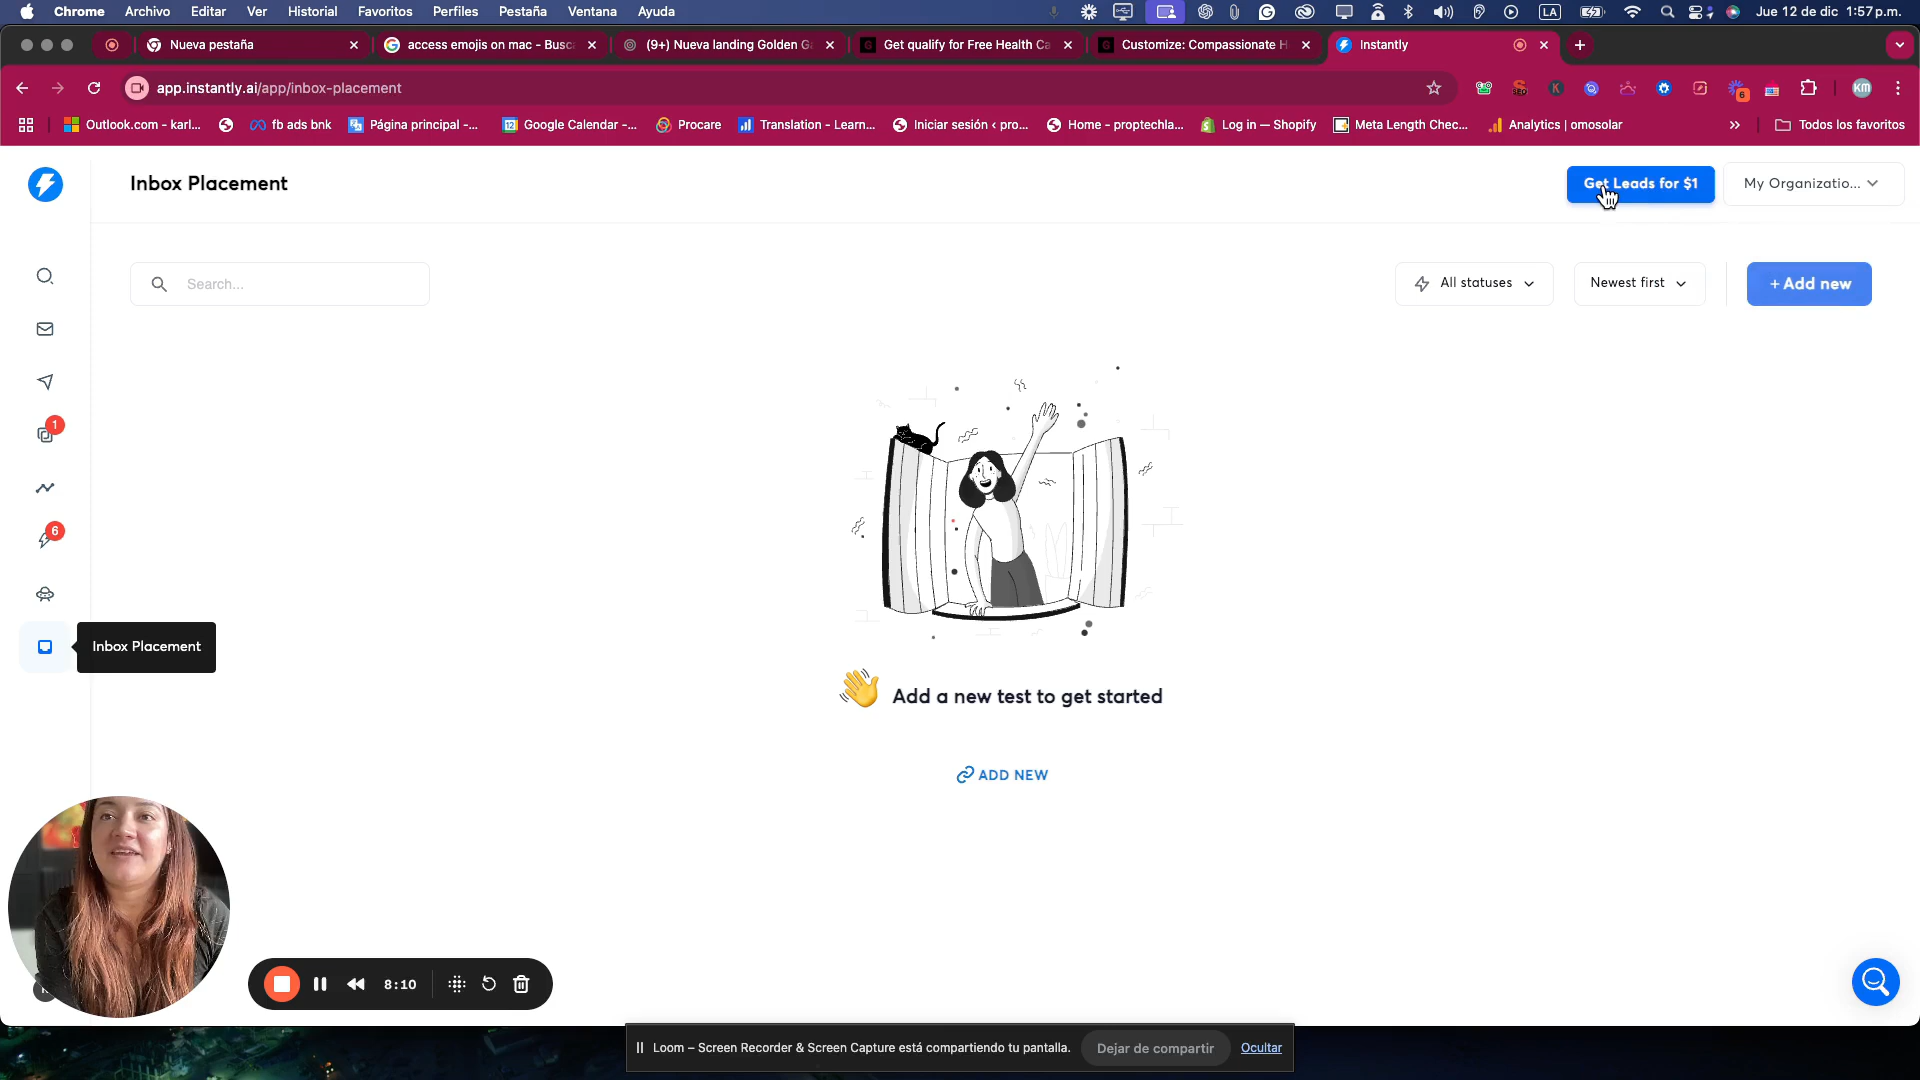 Chrome Archivo Editar Ver Historial Favoritos Perfiles Pestaña Ventana Ayuda LA Jue 12 de dic 1:57 p.m.
Nueva pestaña access emojis on mac - Busc (9+) Nueva landing Golden G Get qualify for Free Health Ca Customize: Compassionate H Instantly
app.instantly.ai/app/inbox-placement KM
Outlook.com - karl... fb ads bnk Página principal -... Google Calendar -... Procare Translation - Learn... Iniciar sesión ‹ pro... Home - proptechla... Log in — Shopify Meta Length Chec... Analytics | omosolar Todos los favoritos
Inbox Placement
Get Leads for $1
My Organizatio...
Search...
All statuses
Newest first
+ Add new
1
6
Inbox Placement
Add a new test to get started
ADD NEW
8:10
Loom – Screen Recorder & Screen Capture está compartiendo tu pantalla. Dejar de compartir Ocultar